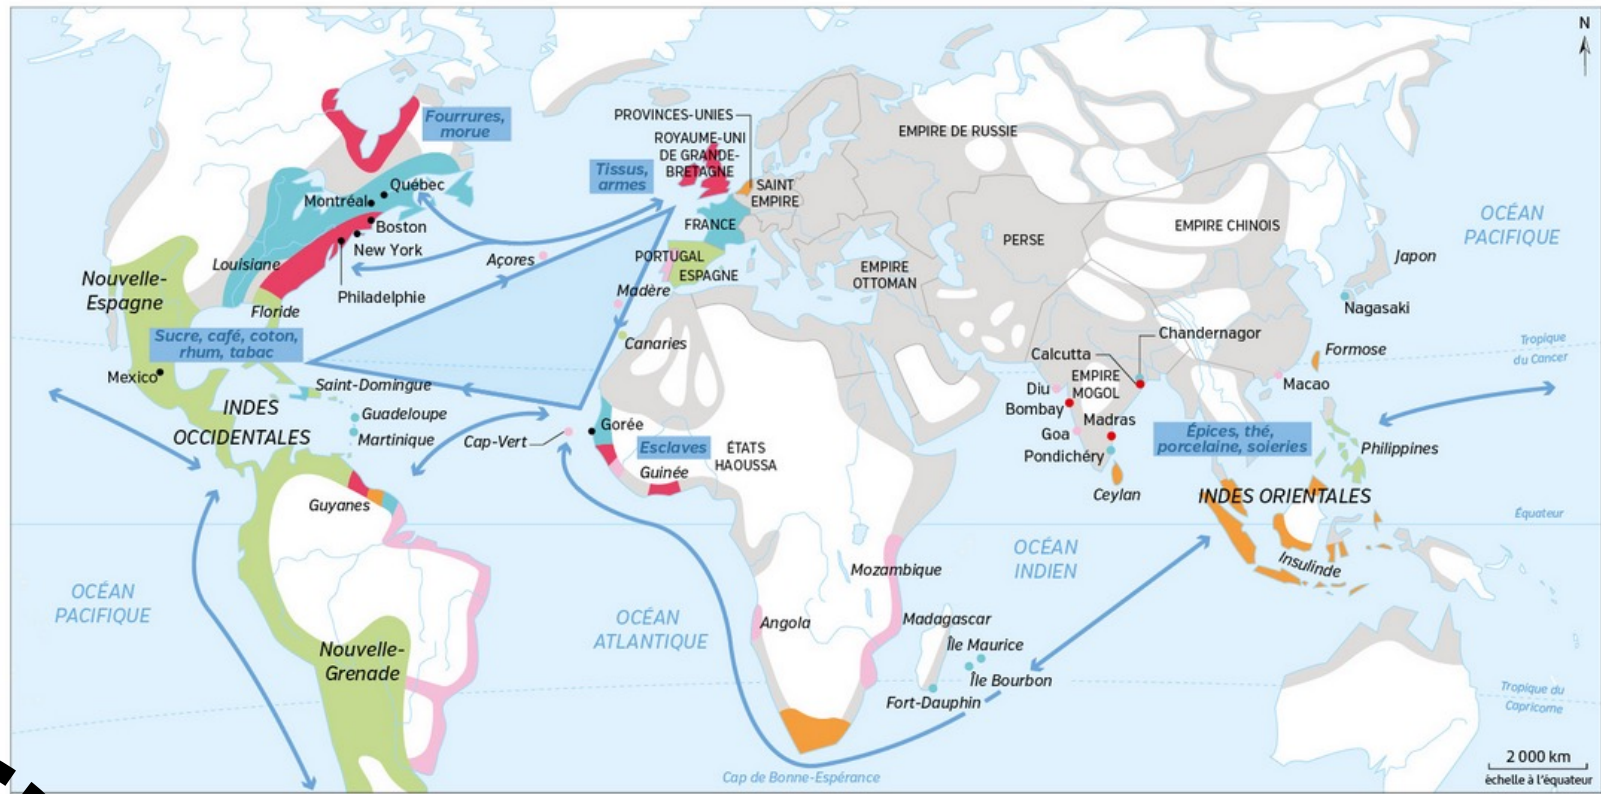 N
Fourrures,
morue
PROVINCES-UNIES
ROYAUME-UNI
DE GRANDE-
BRETAGNE
EMPIRE DE RUSSIE
Tissus,
armes
SAINT
EMPIRE
Québec
Montréal
Boston
New York
FRANCE
OCÉAN
PACIFIQUE
EMPIRE CHINOIS
PERSE
Louisiane
Açores
PORTUGAL
ESPAGNE
EMPIRE
OTTOMAN
Japon
Nouvelle-
Espagne
Philadelphie
Madère
Nagasaki
Floride
Sucre, café, coton,
rhum, tabac
Canaries
Chandernagor
Calcutta
Formose
Tropique
du Cancer
Mexico
Saint-Domingue
EMPIRE
MOGOL
Diu
Macao
Bombay
INDES
OCCIDENTALES
Guadeloupe
Martinique
Cap-Vert
Gorée
Esclaves
Guinée
ÉTATS
HAOUSSA
Madras
Goa
Pondichéry
Épices, thé,
porcelaine, soieries
Philippines
Ceylan
INDES ORIENTALES
Guyanes
Équateur
OCÉAN
INDIEN
Insulinde
Mozambique
OCÉAN
PACIFIQUE
OCÉAN
ATLANTIQUE
Angola
Madagascar
Île Maurice
Nouvelle-
Grenade
Île Bourbon
Fort-Dauphin
Tropique du
Capricorne
Cap de Bonne-Espérance
2 000 km
échelle à l'équateur